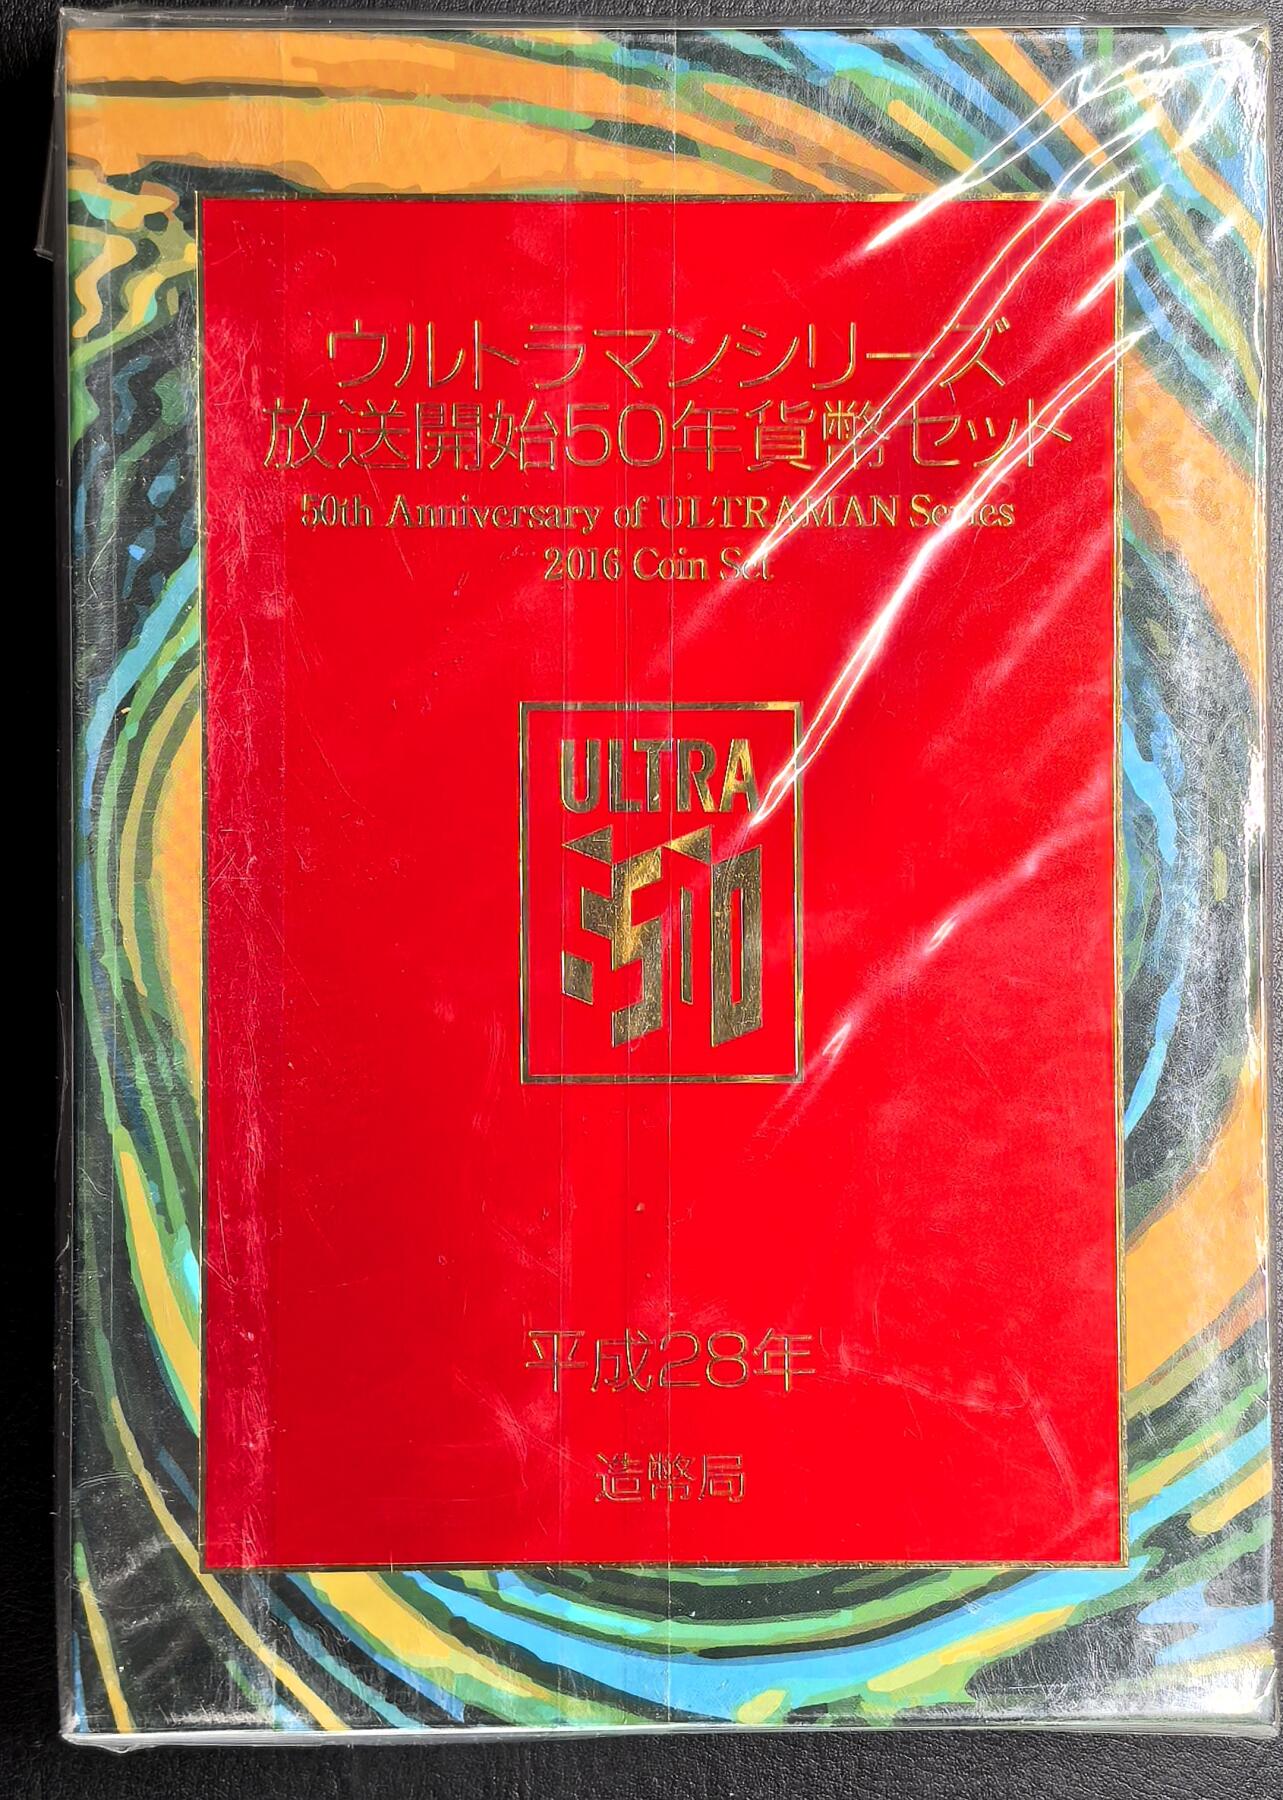 ウルトラマンシリーズ
放送開始50年貨幣セット
50th Anniversary of ULTRAMAN Series
2016 Coin Set
ULTRA
50
平成28年
造幣局